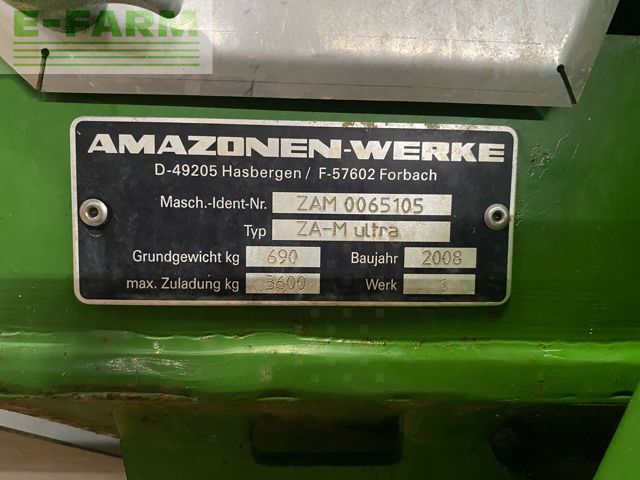 E-FARM
AMAZONEN-WERKE
D-49205 Hasbergen / F-57602 Forbach
Masch.-Ident-Nr. ZAM 0065105
Typ ZA-M ultra
Grundgewicht kg 690 Baujahr 2008
max. Zuladung kg 3600 Werk 1